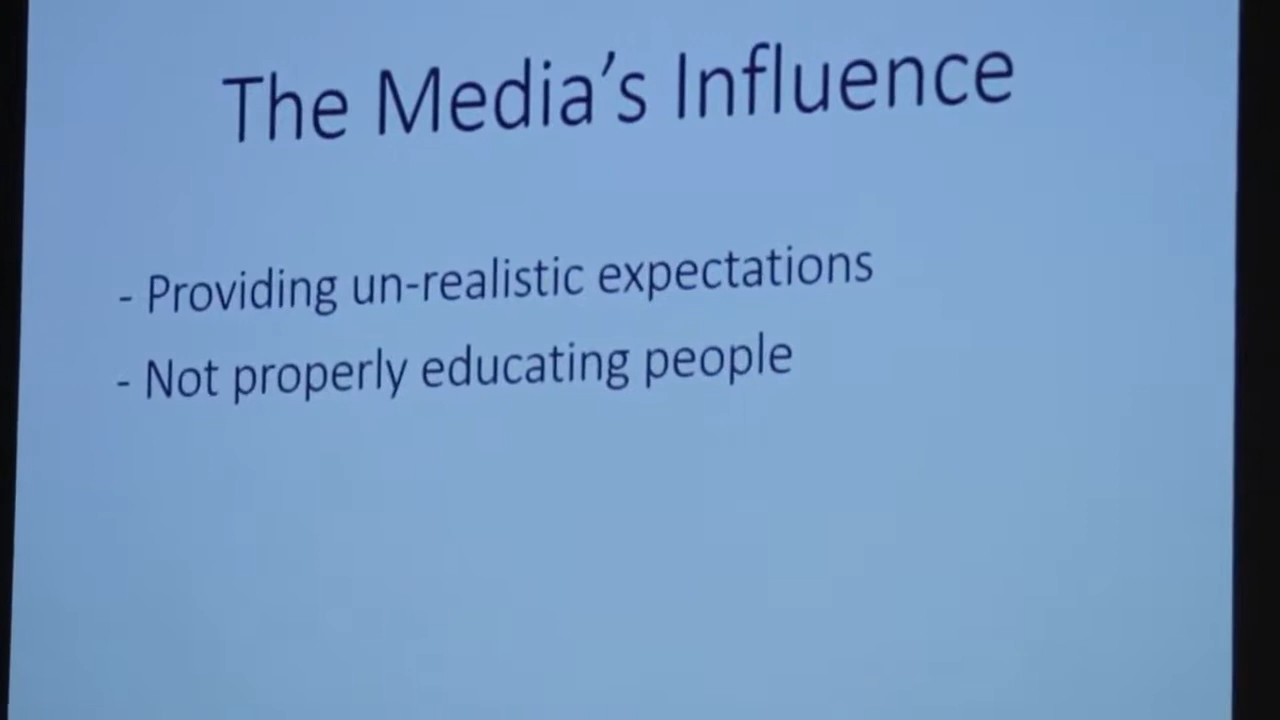 The Media’s Influence
- Providing un-realistic expectations
- Not properly educating people